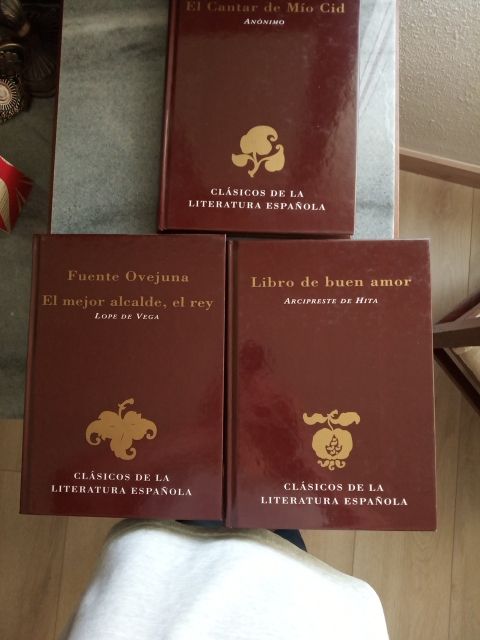 El Cantar de Mío Cid
Anónimo
CLÁSICOS DE LA
LITERATURA ESPAÑOLA
Fuente Ovejuna
El mejor alcalde, el rey
Lope de Vega
CLÁSICOS DE LA
LITERATURA ESPAÑOLA
Libro de buen amor
Arcipreste de Hita
CLÁSICOS DE LA
LITERATURA ESPAÑOLA